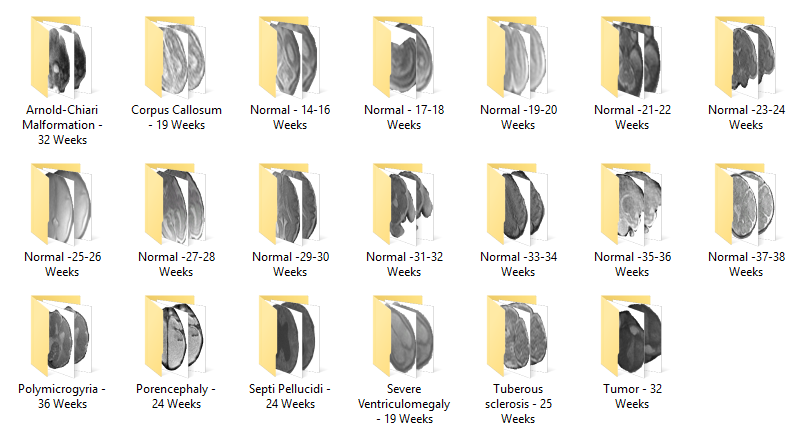 Arnold-Chiari
Malformation -
32 Weeks
Corpus Callosum
- 19 Weeks
Normal - 14-16
Weeks
Normal - 17-18
Weeks
Normal -19-20
Weeks
Normal -21-22
Weeks
Normal -23-24
Weeks
Normal -25-26
Weeks
Normal -27-28
Weeks
Normal -29-30
Weeks
Normal -31-32
Weeks
Normal -33-34
Weeks
Normal -35-36
Weeks
Normal -37-38
Weeks
Polymicrogyria -
36 Weeks
Porencephaly -
24 Weeks
Septi Pellucidi -
24 Weeks
Severe
Ventriculomegaly
- 19 Weeks
Tuberous
sclerosis - 25
Weeks
Tumor - 32
Weeks